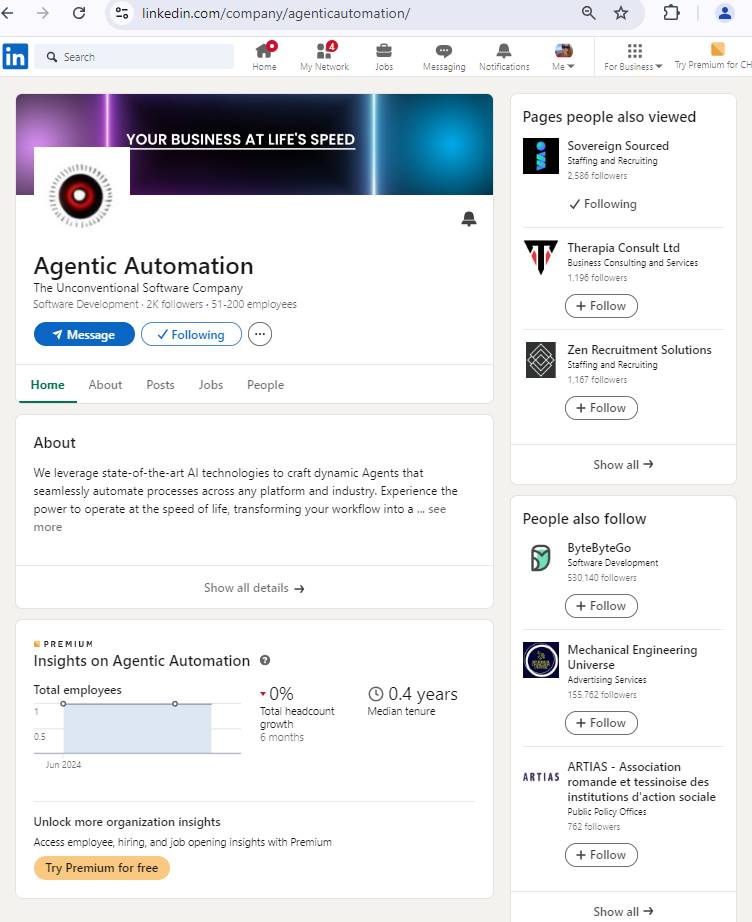 linkedin.com/company/agenticautomation/
in
Search
Home
4
My Network
Jobs
Messaging
Notifications
Me
For Business
Try Premium for CH
YOUR BUSINESS AT LIFE'S SPEED
Agentic Automation
The Unconventional Software Company
Software Development · 2K followers · 51-200 employees
Message
Following
Home
About
Posts
Jobs
People
About
We leverage state-of-the-art AI technologies to craft dynamic Agents that
seamlessly automate processes across any platform and industry. Experience the
power to operate at the speed of life, transforming your workflow into a ... see
more
Show all details →
PREMIUM
Insights on Agentic Automation
Total employees
1
0.5
Jun 2024
0%
Total headcount
growth
6 months
0.4 years
Median tenure
Unlock more organization insights
Access employee, hiring, and job opening insights with Premium
Try Premium for free
Pages people also viewed
Sovereign Sourced
Staffing and Recruiting
2,586 followers
Following
Therapia Consult Ltd
Business Consulting and Services
1,196 followers
+ Follow
Zen Recruitment Solutions
Staffing and Recruiting
1,167 followers
+ Follow
Show all →
People also follow
ByteByteGo
Software Development
530,140 followers
+ Follow
Mechanical Engineering
Universe
Advertising Services
155,762 followers
+ Follow
ARTIAS
ARTIAS - Association
romande et tessinoise des
institutions d'action sociale
Public Policy Offices
762 followers
+ Follow
Show all →